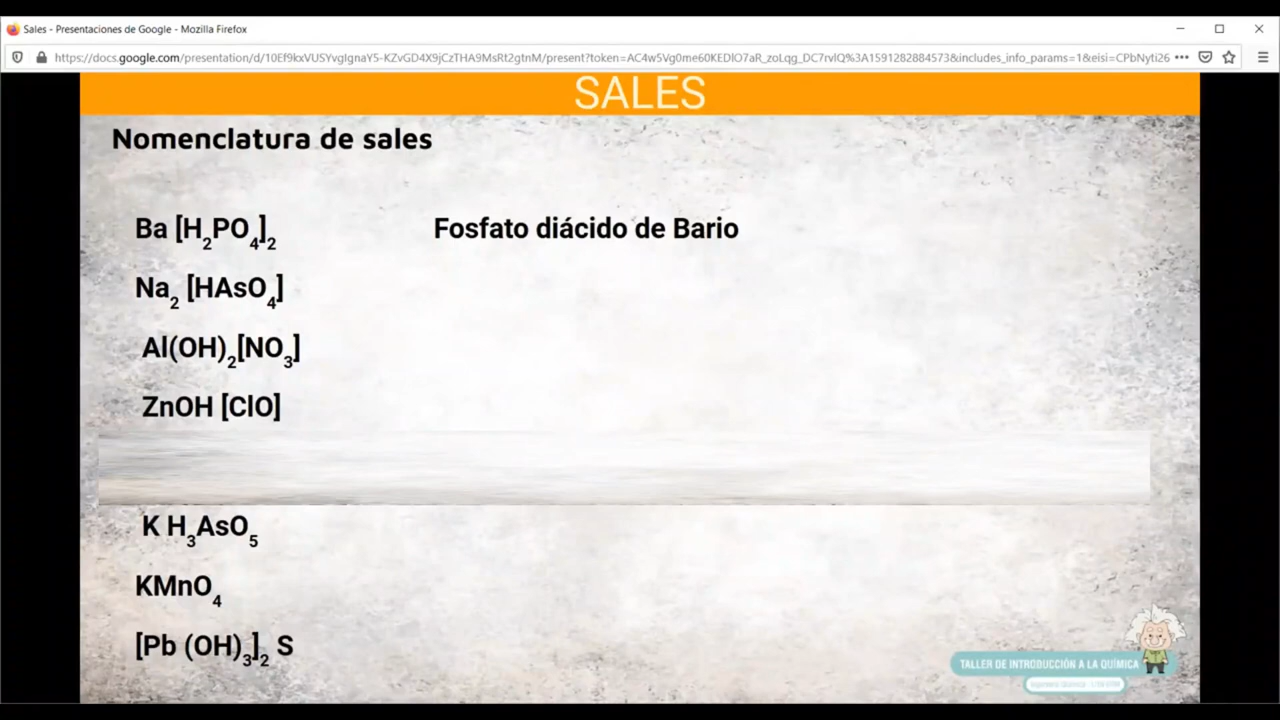 Sales - Presentaciones de Google - Mozilla Firefox
https://docs.google.com/presentation/d/10Ef9kxVUSYvgIgnaY5-KZvGD4X9jCzTHA9MsRt2gtnM/present?token=AC4w5Vg0me60KEDIO7aR_zoLqg_DC7rvlQ%3A1591282884573&includes_info_params=1&eisi=CPbNyti26
SALES
Nomenclatura de sales
Ba [H₂PO₄]₂ Fosfato diácido de Bario
Na₂ [HAsO₄]
Al(OH)₂[NO₃]
ZnOH [ClO]
K H₃AsO₅
KMnO₄
[Pb (OH)₃]₂ S
TALLER DE INTRODUCCIÓN A LA QUÍMICA